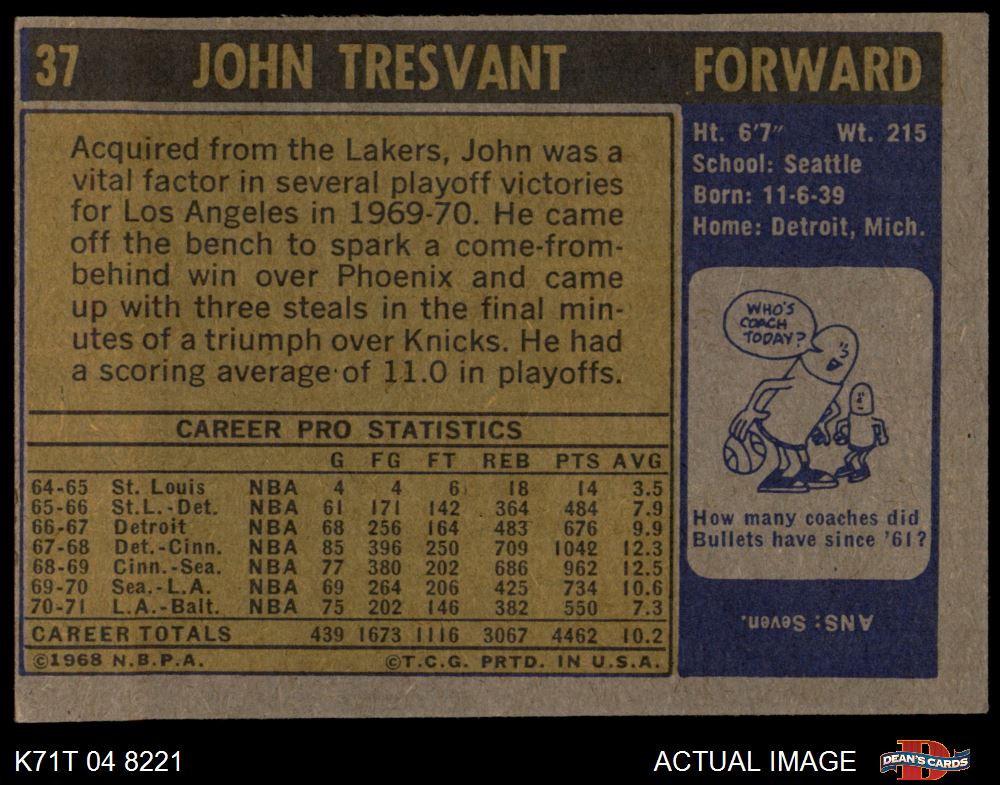 37 JOHN TRESVANT FORWARD
Acquired from the Lakers, John was a
vital factor in several playoff victories
for Los Angeles in 1969-70. He came
off the bench to spark a come-from-
behind win over Phoenix and came
up with three steals in the final min-
utes of a triumph over Knicks. He had
a scoring average of 11.0 in playoffs.
CAREER PRO STATISTICS
G FG FT REB PTS AVG
64-65 St. Louis NBA 4 4 6 18 14 3.5
65-66 St.L.-Det. NBA 61 171 142 364 484 7.9
66-67 Detroit NBA 68 256 164 483 676 9.9
67-68 Det.-Cinn. NBA 85 396 250 709 1042 12.3
68-69 Cinn.-Sea. NBA 77 380 202 686 962 12.5
69-70 Sea.-L.A. NBA 69 264 206 425 734 10.6
70-71 L.A.-Balt. NBA 75 202 146 382 550 7.3
CAREER TOTALS 439 1673 1116 3067 4462 10.2
©1968 N.B.P.A. ©T.C.G. PRTD. IN U.S.A.
Ht. 6'7" Wt. 215
School: Seattle
Born: 11-6-39
Home: Detroit, Mich.
WHO'S
COACH
TODAY?
How many coaches did
Bullets have since '61?
ANS: Seven.
K71T 04 8221 ACTUAL IMAGE
DEAN'S CARDS